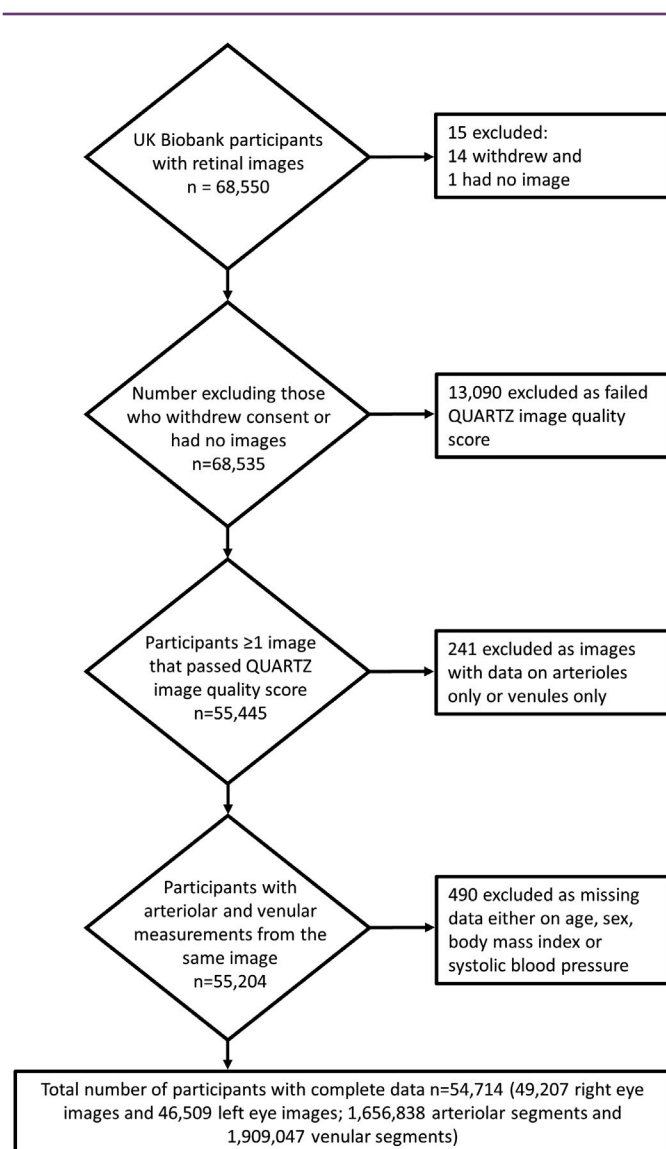 UK Biobank participants
with retinal images
n = 68,550
15 excluded:
14 withdrew and
1 had no image
Number excluding those
who withdrew consent or
had no images
n=68,535
13,090 excluded as failed
QUARTZ image quality
score
Participants ≥1 image
that passed QUARTZ
image quality score
n=55,445
241 excluded as images
with data on arterioles
only or venules only
Participants with
arteriolar and venular
measurements from the
same image
n=55,204
490 excluded as missing
data either on age, sex,
body mass index or
systolic blood pressure
Total number of participants with complete data n=54,714 (49,207 right eye
images and 46,509 left eye images; 1,656,838 arteriolar segments and
1,909,047 venular segments)